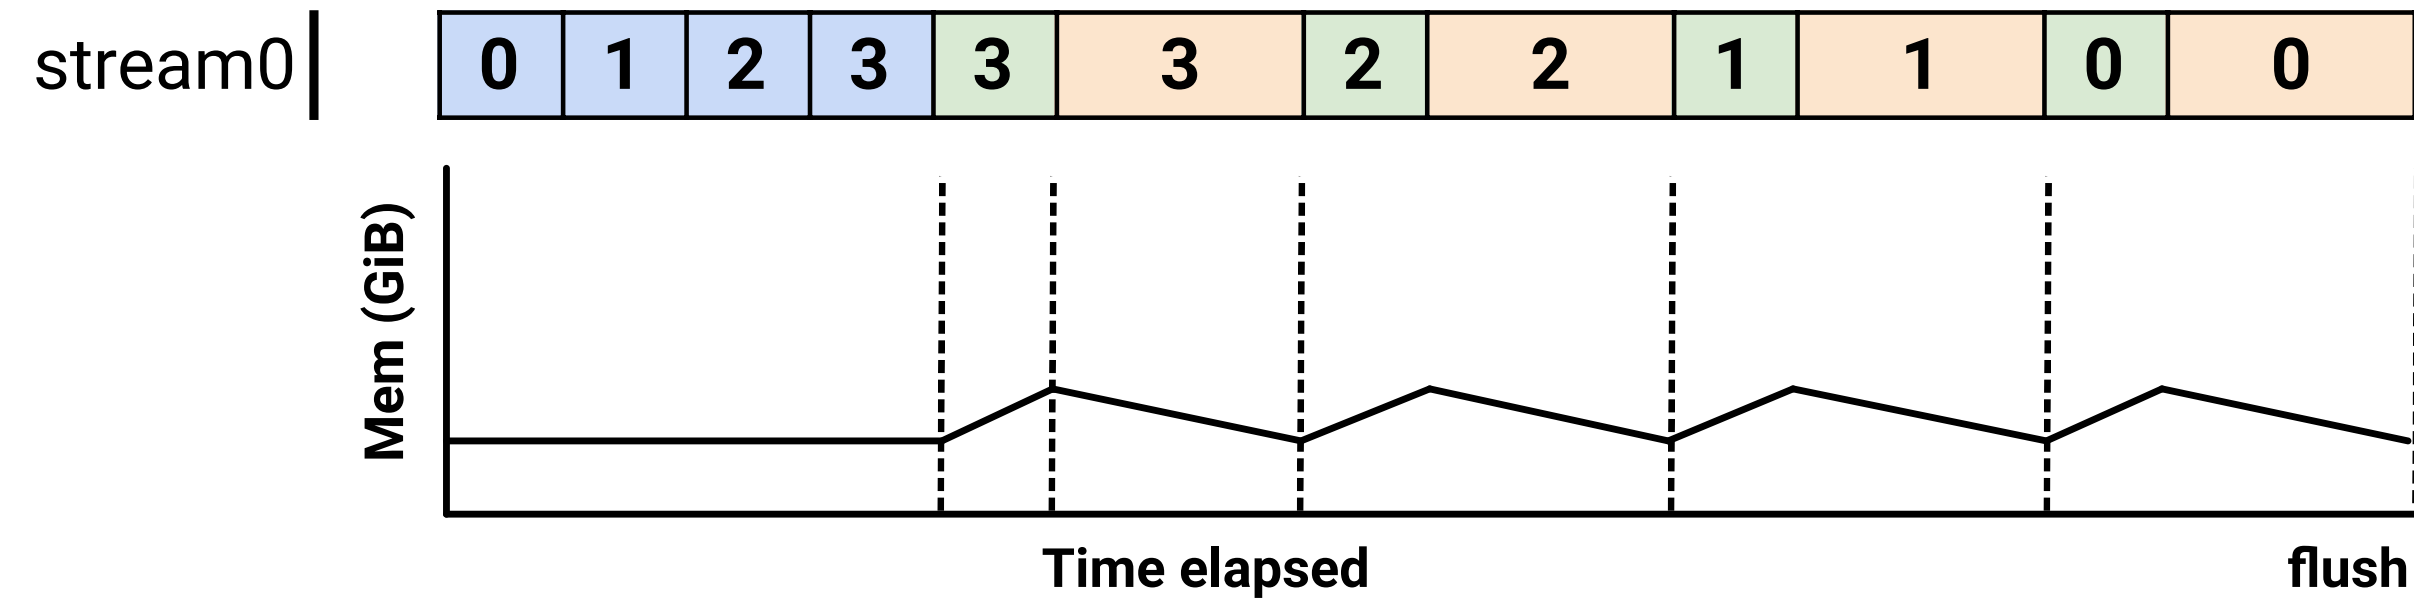 stream0 0 1 2 3 3 3 2 2 1 1 0 0
Mem (GiB)
Time elapsed
flush